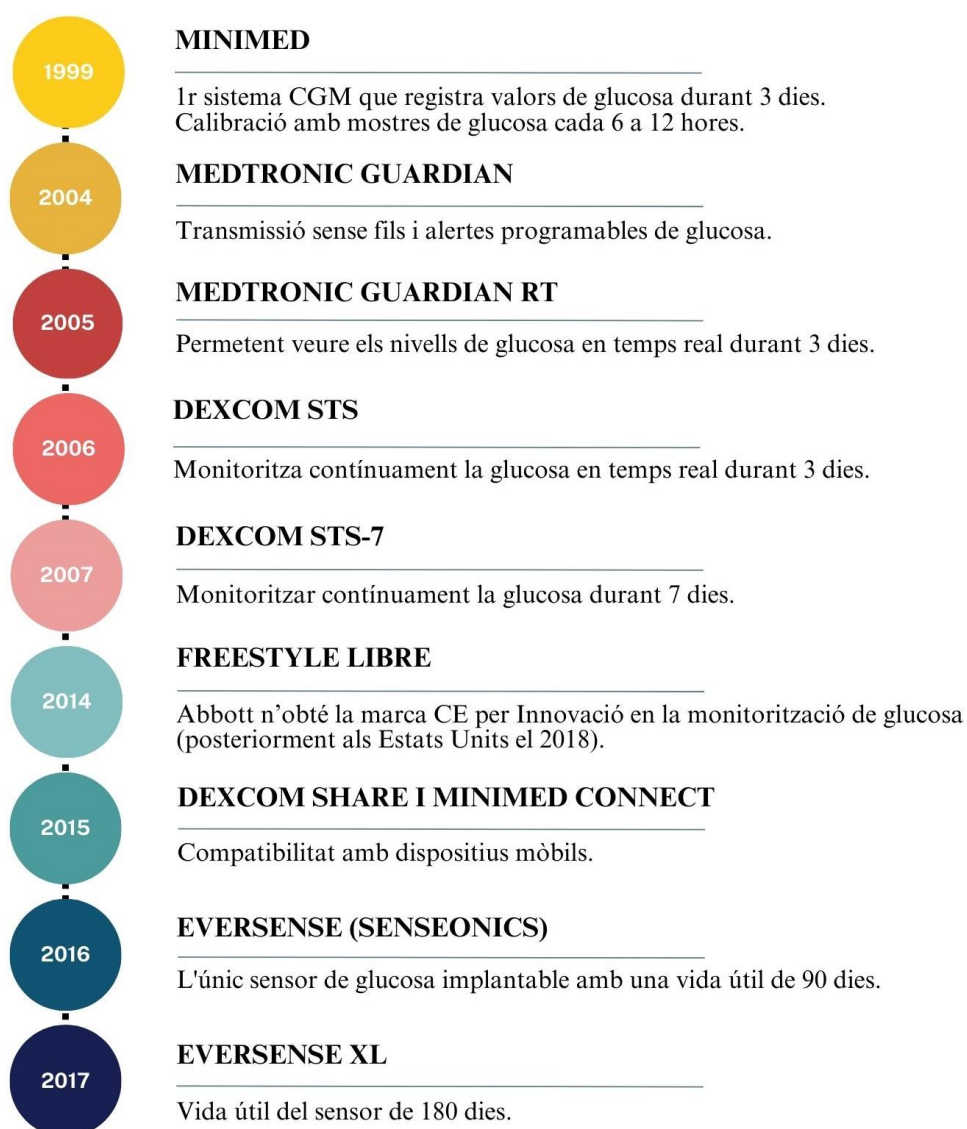 1999
MINIMED
1r sistema CGM que registra valors de glucosa durant 3 dies.
Calibració amb mostres de glucosa cada 6 a 12 hores.
2004
MEDTRONIC GUARDIAN
Transmissió sense fils i alertes programables de glucosa.
2005
MEDTRONIC GUARDIAN RT
Permetent veure els nivells de glucosa en temps real durant 3 dies.
2006
DEXCOM STS
Monitoritza contínuament la glucosa en temps real durant 3 dies.
2007
DEXCOM STS-7
Monitoritzar contínuament la glucosa durant 7 dies.
2014
FREESTYLE LIBRE
Abbott n’obté la marca CE per Innovació en la monitorització de glucosa
(posteriorment als Estats Units el 2018).
2015
DEXCOM SHARE I MINIMED CONNECT
Compatibilitat amb dispositius mòbils.
2016
EVERSENSE (SENSEONICS)
L'únic sensor de glucosa implantable amb una vida útil de 90 dies.
2017
EVERSENSE XL
Vida útil del sensor de 180 dies.